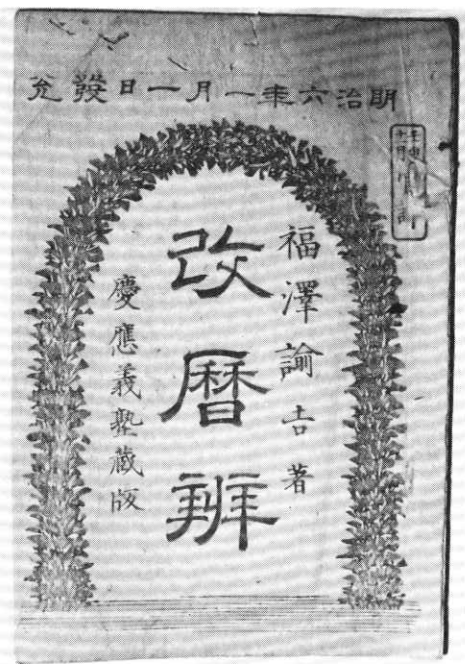 明治六年一月一日發兌
福澤諭吉著
改曆辨
慶應義塾蔵版